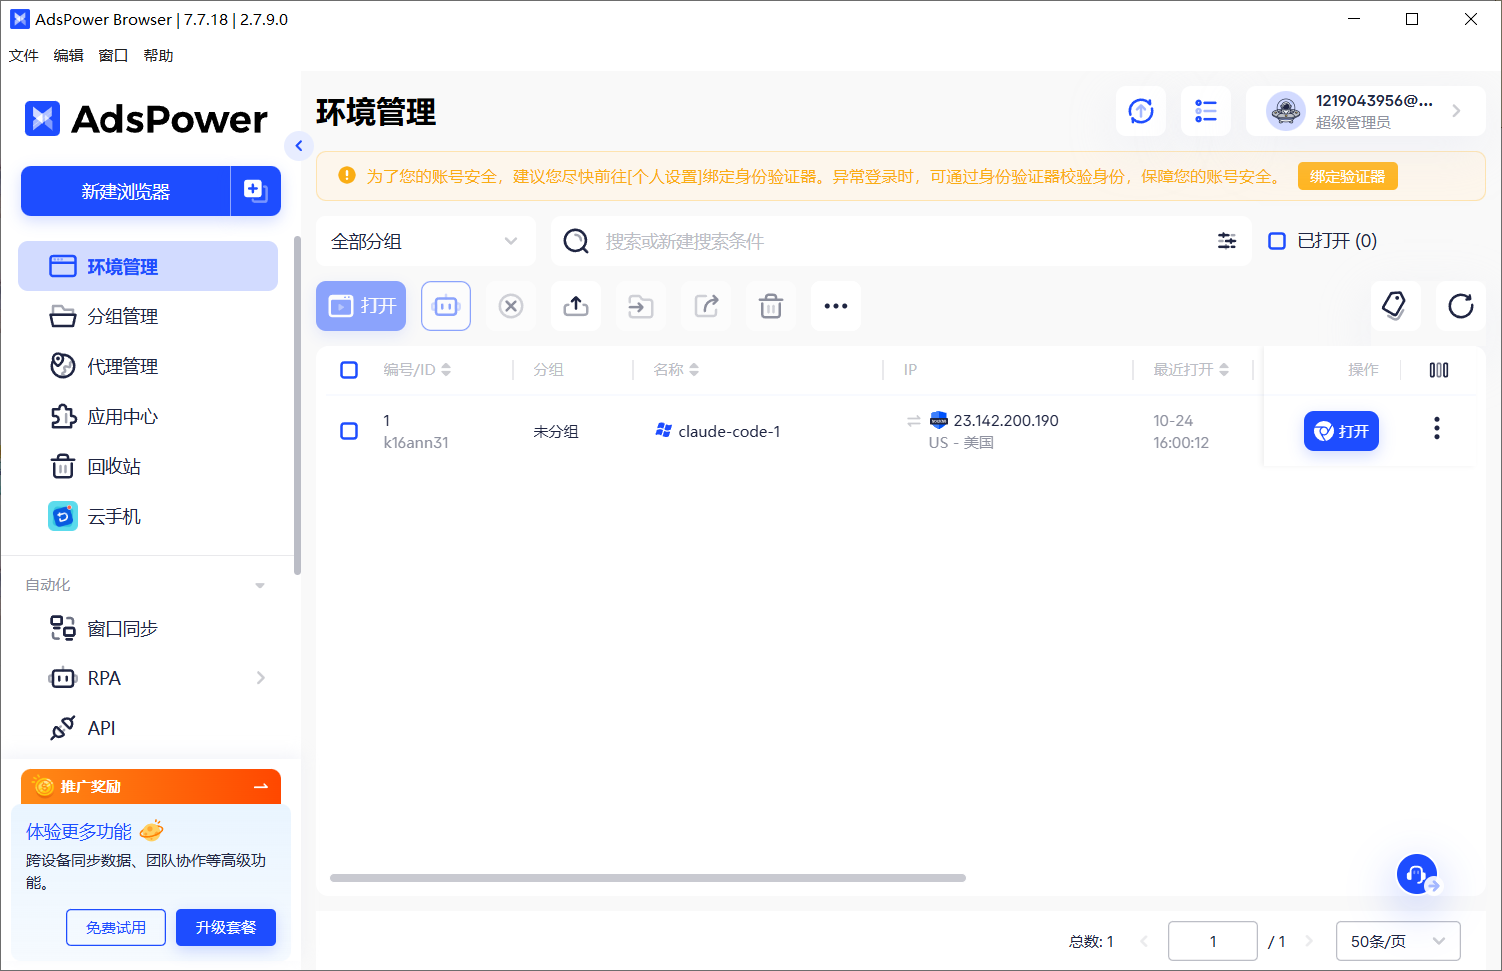 AdsPower Browser | 7.7.18 | 2.7.9.0
文件 编辑 窗口 帮助
AdsPower
新建浏览器
环境管理
分组管理
代理管理
应用中心
回收站
云手机
自动化
窗口同步
RPA
API
推广奖励
体验更多功能
跨设备同步数据、团队协作等高级功
能。
免费试用 升级套餐
环境管理
1219043956@...
超级管理员
为了您的账号安全，建议您尽快前往[个人设置]绑定身份验证器。异常登录时，可通过身份验证器校验身份，保障您的账号安全。 绑定验证器
全部分组 搜索或新建搜索条件 已打开 (0)
打开
编号/ID 分组 名称 IP 最近打开 操作
1 未分组 claude-code-1 23.142.200.190 10-24 打开
k16ann31 US - 美国 16:00:12
总数: 1 1 / 1 50条/页